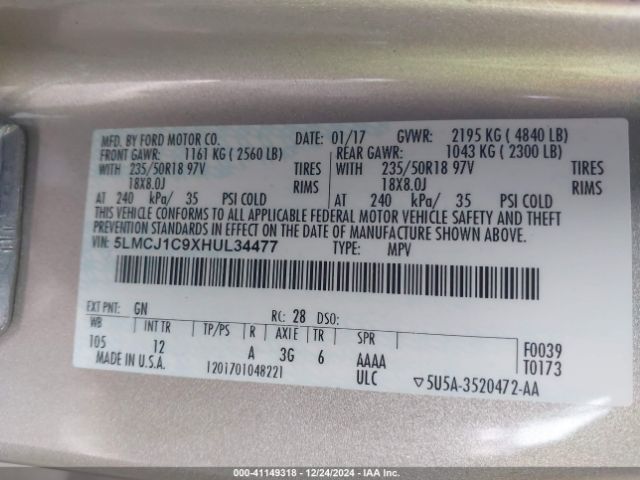 MFD. BY FORD MOTOR CO. DATE: 01/17 GVWR: 2195 KG ( 4840 LB)
FRONT GAWR: 1161 KG ( 2560 LB) REAR GAWR: 1043 KG ( 2300 LB)
WITH 235/50R18 97V TIRES WITH 235/50R18 97V TIRES
18X8.0J RIMS 18X8.0J RIMS
AT 240 kPa/ 35 PSI COLD AT 240 kPa/ 35 PSI COLD
THIS VEHICLE CONFORMS TO ALL APPLICABLE FEDERAL MOTOR VEHICLE SAFETY AND THEFT
PREVENTION STANDARDS IN EFFECT ON THE DATE OF MANUFACTURE SHOWN ABOVE.
VIN: 5LMCJ1C9XHUL34477 TYPE: MPV
EXT PNT: GN RC: 28 DSO:
WB INT TR TP/PS R AXLE TR SPR
105 12 A 3G 6 AAAA
F0039
T0173
MADE IN U.S.A. 1201701048221 ULC ▽5U5A-3520472-AA
000-41149318 - 12/24/2024 - IAA Inc.